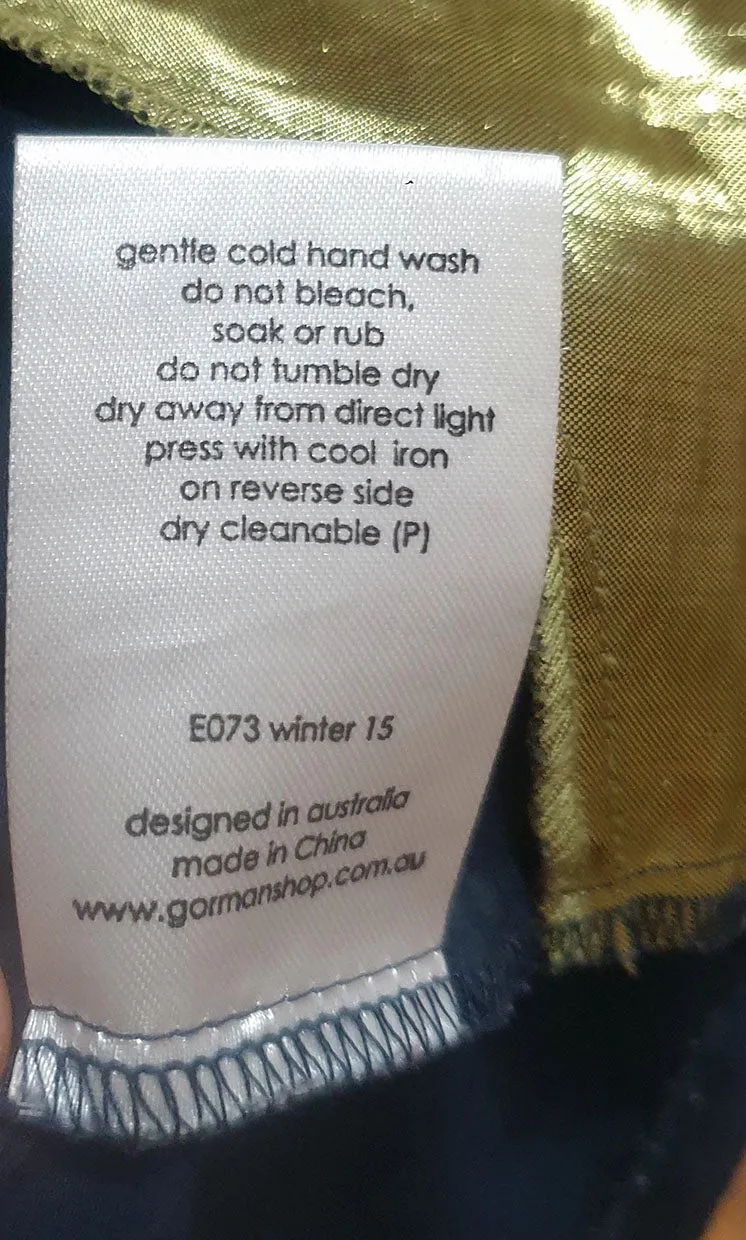 gentle cold hand wash
do not bleach,
soak or rub
do not tumble dry
dry away from direct light
press with cool iron
on reverse side
dry cleanable (P)
E073 winter 15
designed in australia
made in China
www.gormanshop.com.au